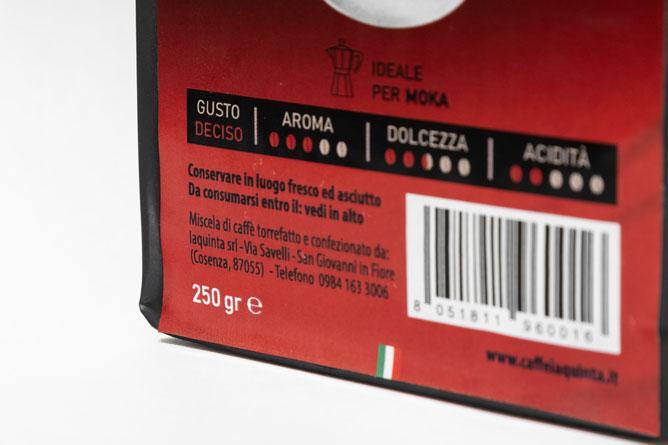 IDEALE
PER MOKA
GUSTO
DECISO
AROMA
DOLCEZZA
ACIDITÀ
Conservare in luogo fresco ed asciutto
Da consumarsi entro il: vedi in alto
Miscela di caffè torrefatto e confezionato da:
Iaquinta srl - Via Savelli - San Giovanni in Fiore
(Cosenza, 87055) - Telefono 0984 163 3006
250 gr ℮
8 051811 960016
www.caffeiaquinta.it